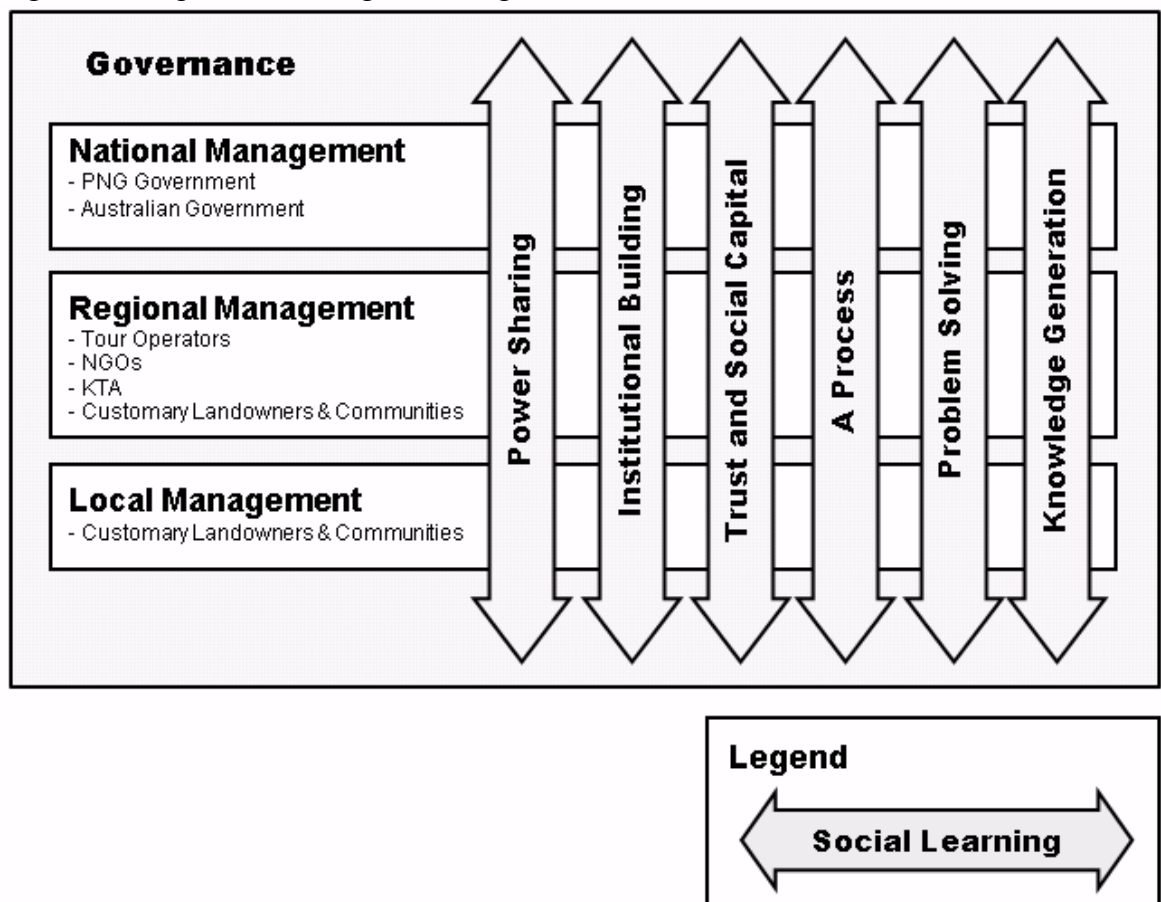 Governance
National Management
- PNG Government
- Australian Government
Regional Management
- Tour Operators
- NGOs
- KTA
- Customary Landowners & Communities
Local Management
- Customary Landowners & Communities
Power Sharing
Institutional Building
Trust and Social Capital
A Process
Problem Solving
Knowledge Generation
Legend
Social Learning